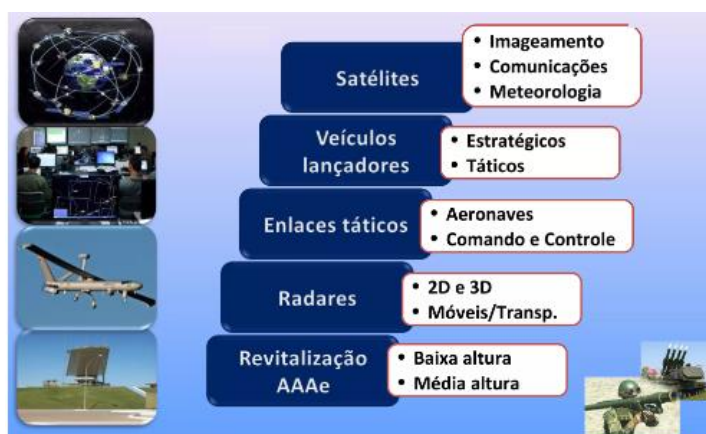 Satélites
• Imageamento
• Comunicações
• Meteorologia
Veículos
lançadores
• Estratégicos
• Táticos
Enlaces táticos
• Aeronaves
• Comando e Controle
Radares
• 2D e 3D
• Móveis/Transp.
Revitalização
AAAe
• Baixa altura
• Média altura